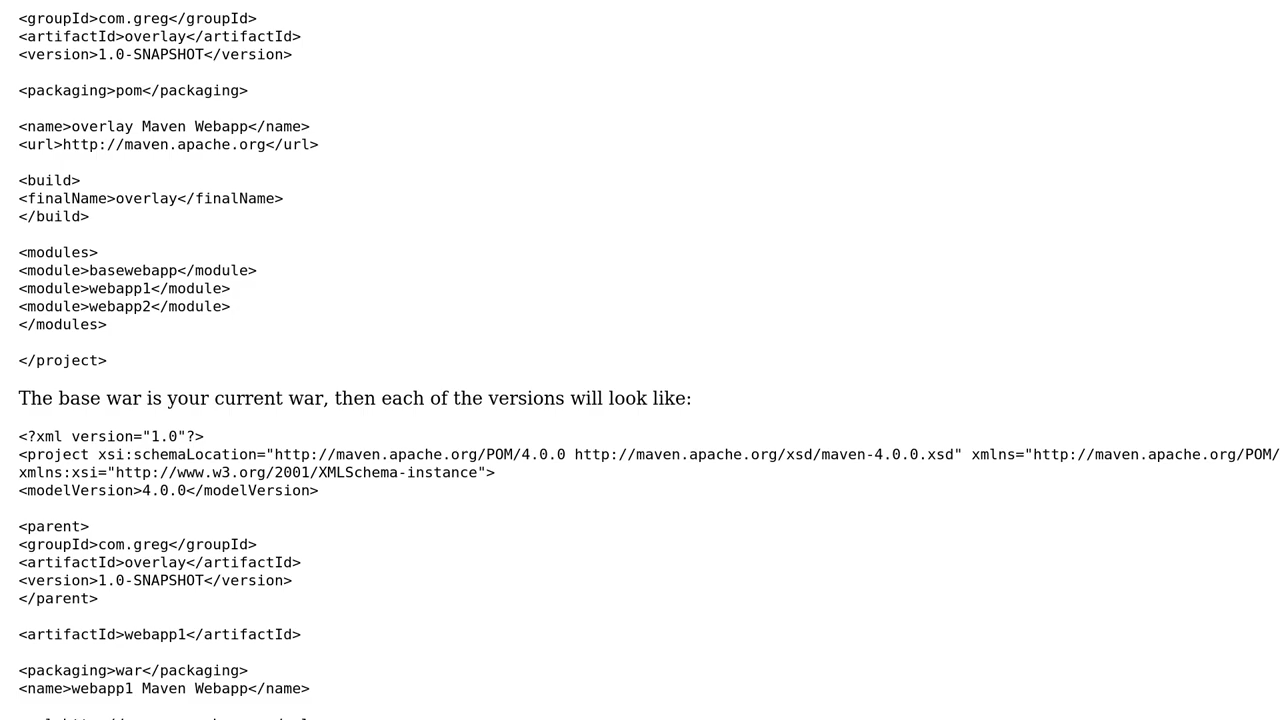 <groupId>com.greg</groupId>
<artifactId>overlay</artifactId>
<version>1.0-SNAPSHOT</version>
<packaging>pom</packaging>
<name>overlay Maven Webapp</name>
<url>http://maven.apache.org</url>
<build>
<finalName>overlay</finalName>
</build>
<modules>
<module>basewebapp</module>
<module>webapp1</module>
<module>webapp2</module>
</modules>
</project>
The base war is your current war, then each of the versions will look like:
<?xml version="1.0"?>
<project xsi:schemaLocation="http://maven.apache.org/POM/4.0.0 http://maven.apache.org/xsd/maven-4.0.0.xsd" xmlns="http://maven.apache.org/POM/
xmlns:xsi="http://www.w3.org/2001/XMLSchema-instance">
<modelVersion>4.0.0</modelVersion>
<parent>
<groupId>com.greg</groupId>
<artifactId>overlay</artifactId>
<version>1.0-SNAPSHOT</version>
</parent>
<artifactId>webapp1</artifactId>
<packaging>war</packaging>
<name>webapp1 Maven Webapp</name>